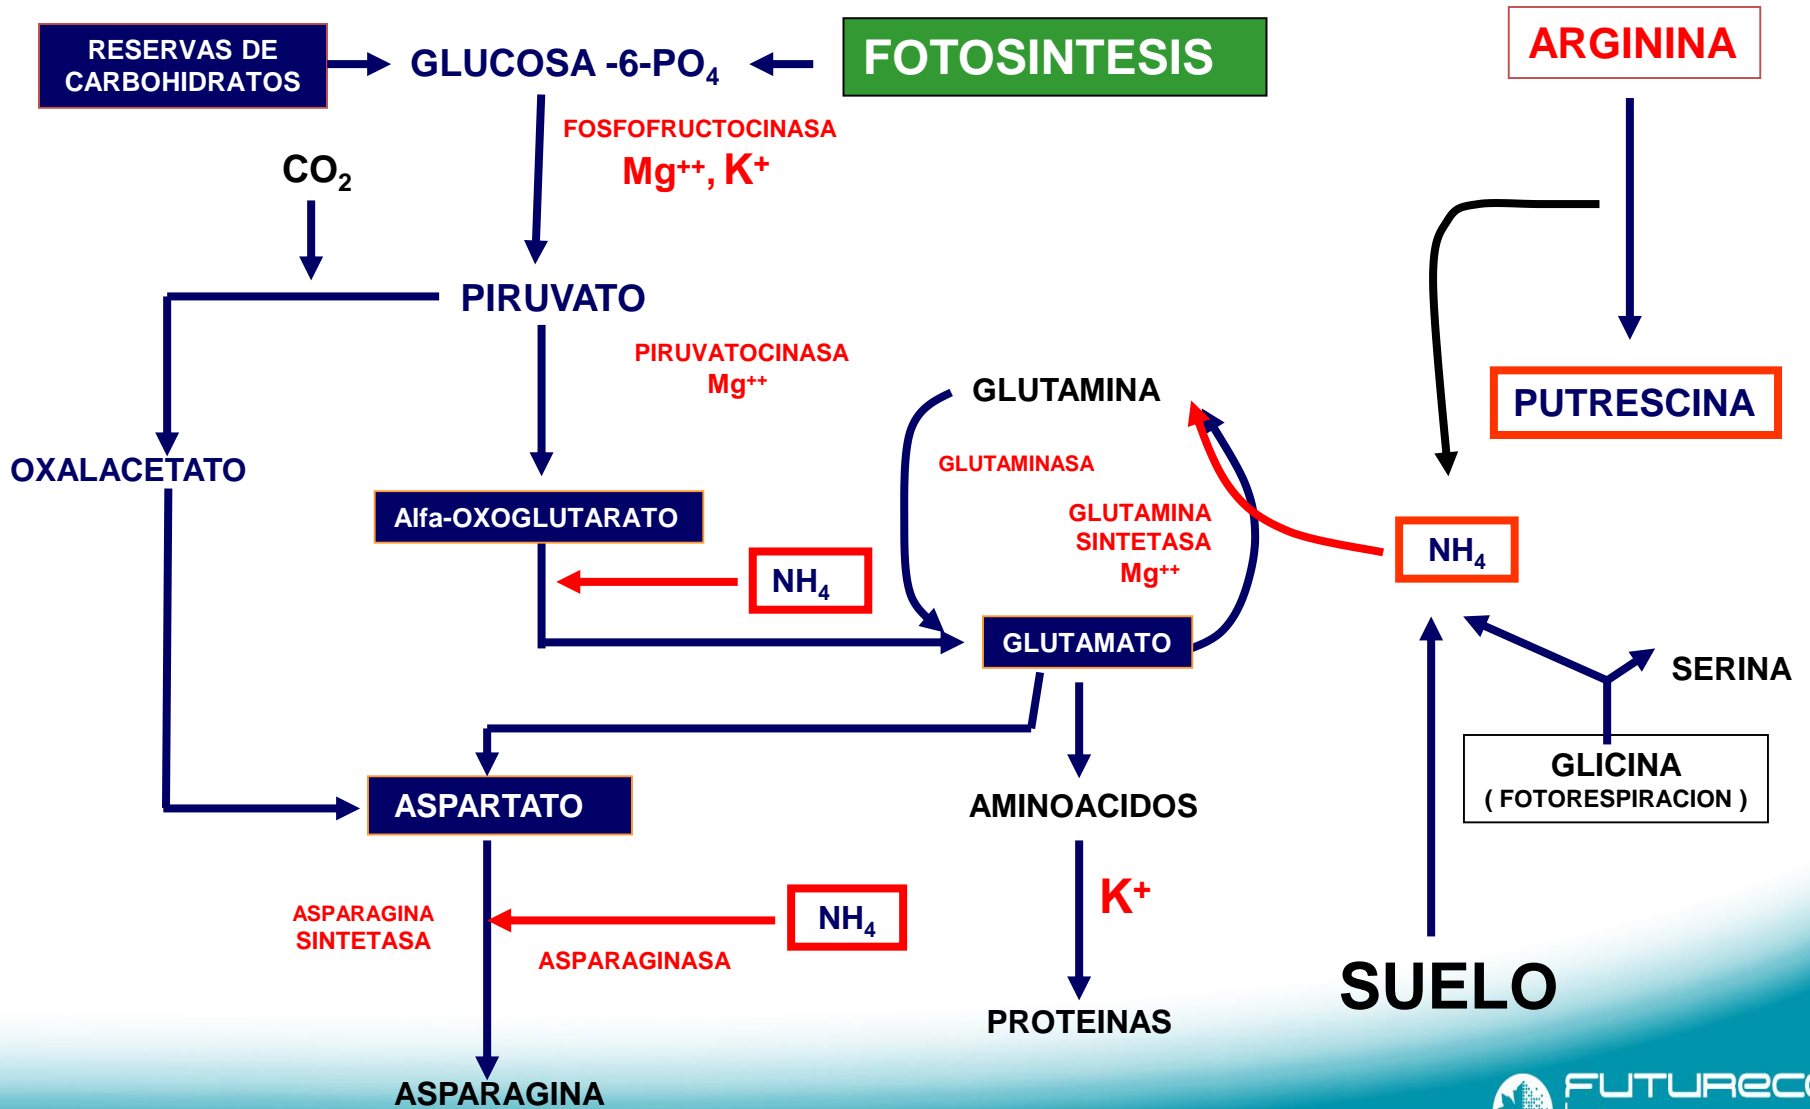 RESERVAS DE
CARBOHIDRATOS
GLUCOSA -6-PO₄
FOTOSINTESIS
ARGININA
FOSFOFRUCTOCINASA
Mg⁺⁺, K⁺
CO₂
PIRUVATO
PIRUVATOCINASA
Mg⁺⁺
GLUTAMINA
PUTRESCINA
OXALACETATO
GLUTAMINASA
Alfa-OXOGLUTARATO
GLUTAMINA
SINTETASA
Mg⁺⁺
NH₄
NH₄
GLUTAMATO
SERINA
GLICINA
( FOTORESPIRACION )
ASPARTATO
AMINOACIDOS
K⁺
ASPARAGINA
SINTETASA
NH₄
ASPARAGINASA
SUELO
PROTEINAS
ASPARAGINA
FUTURECO